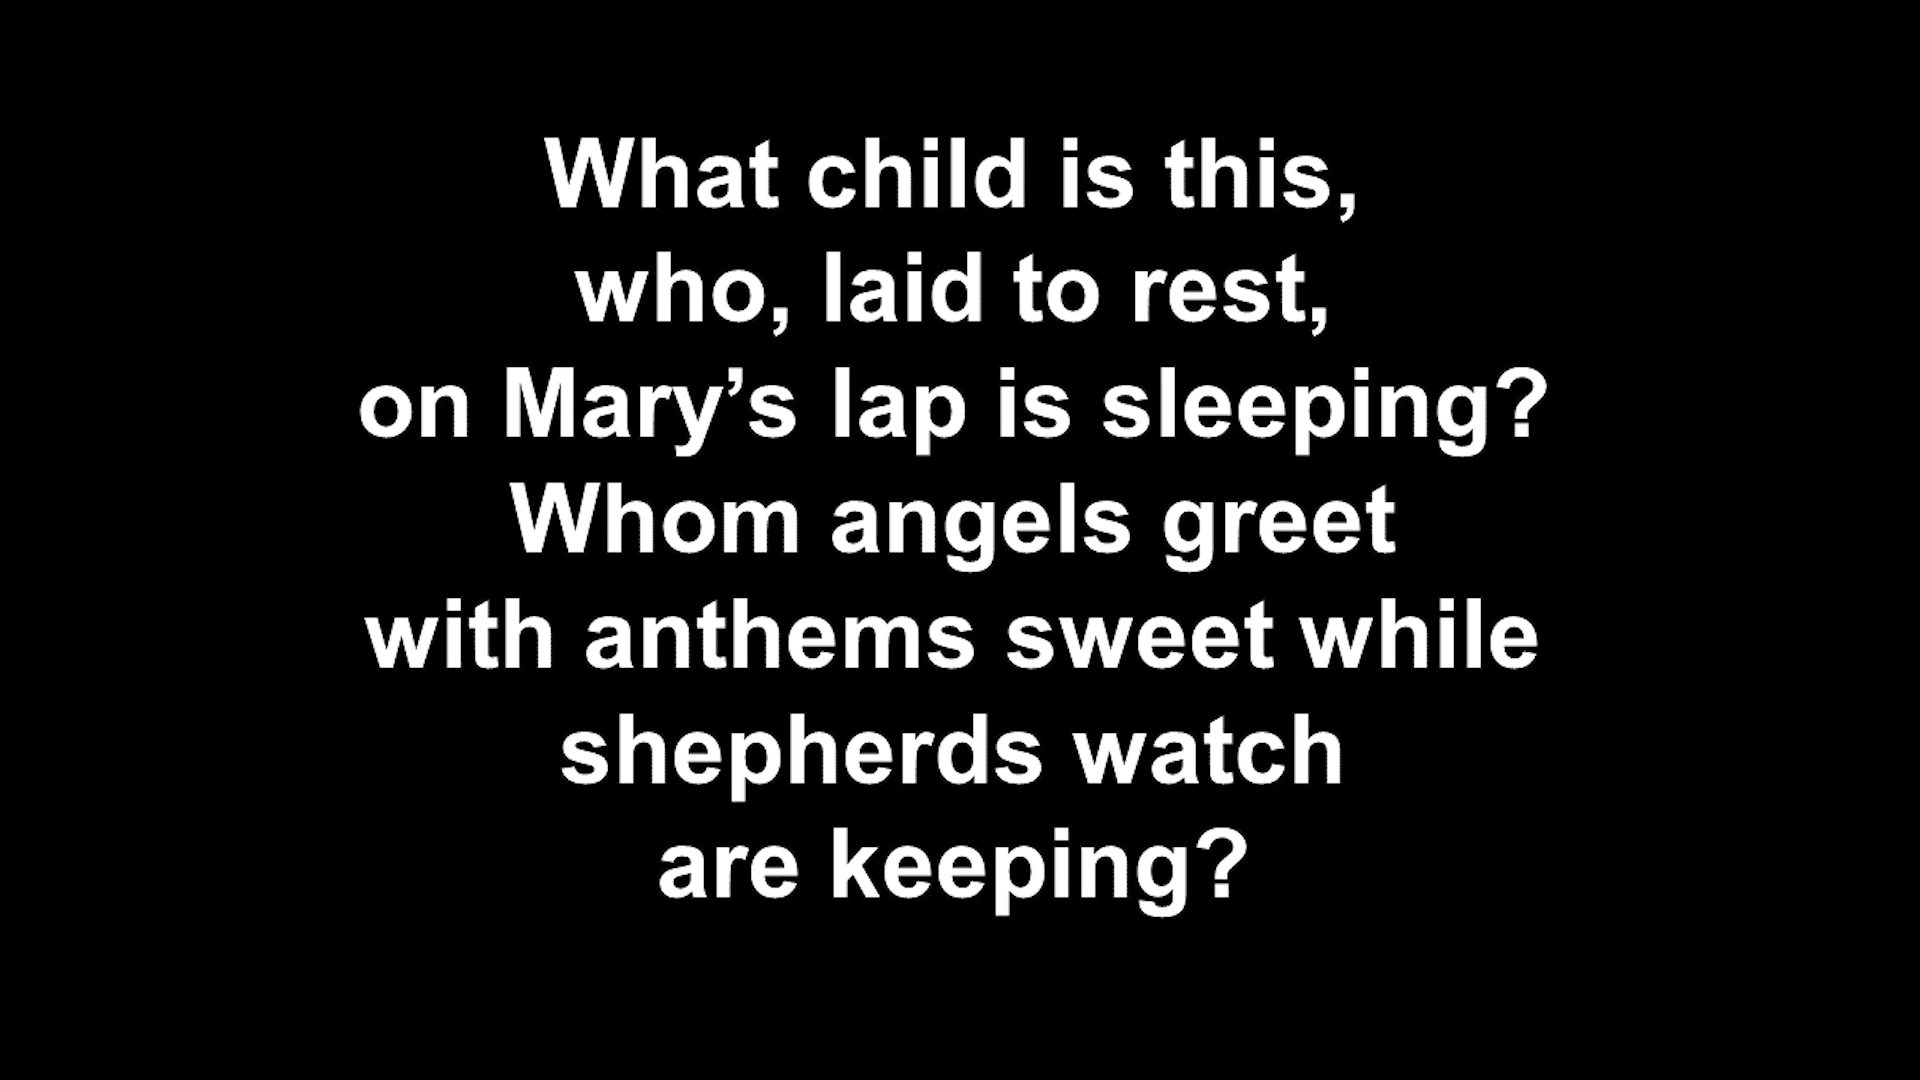 What child is this,
who, laid to rest,
on Mary’s lap is sleeping?
Whom angels greet
with anthems sweet while
shepherds watch
are keeping?